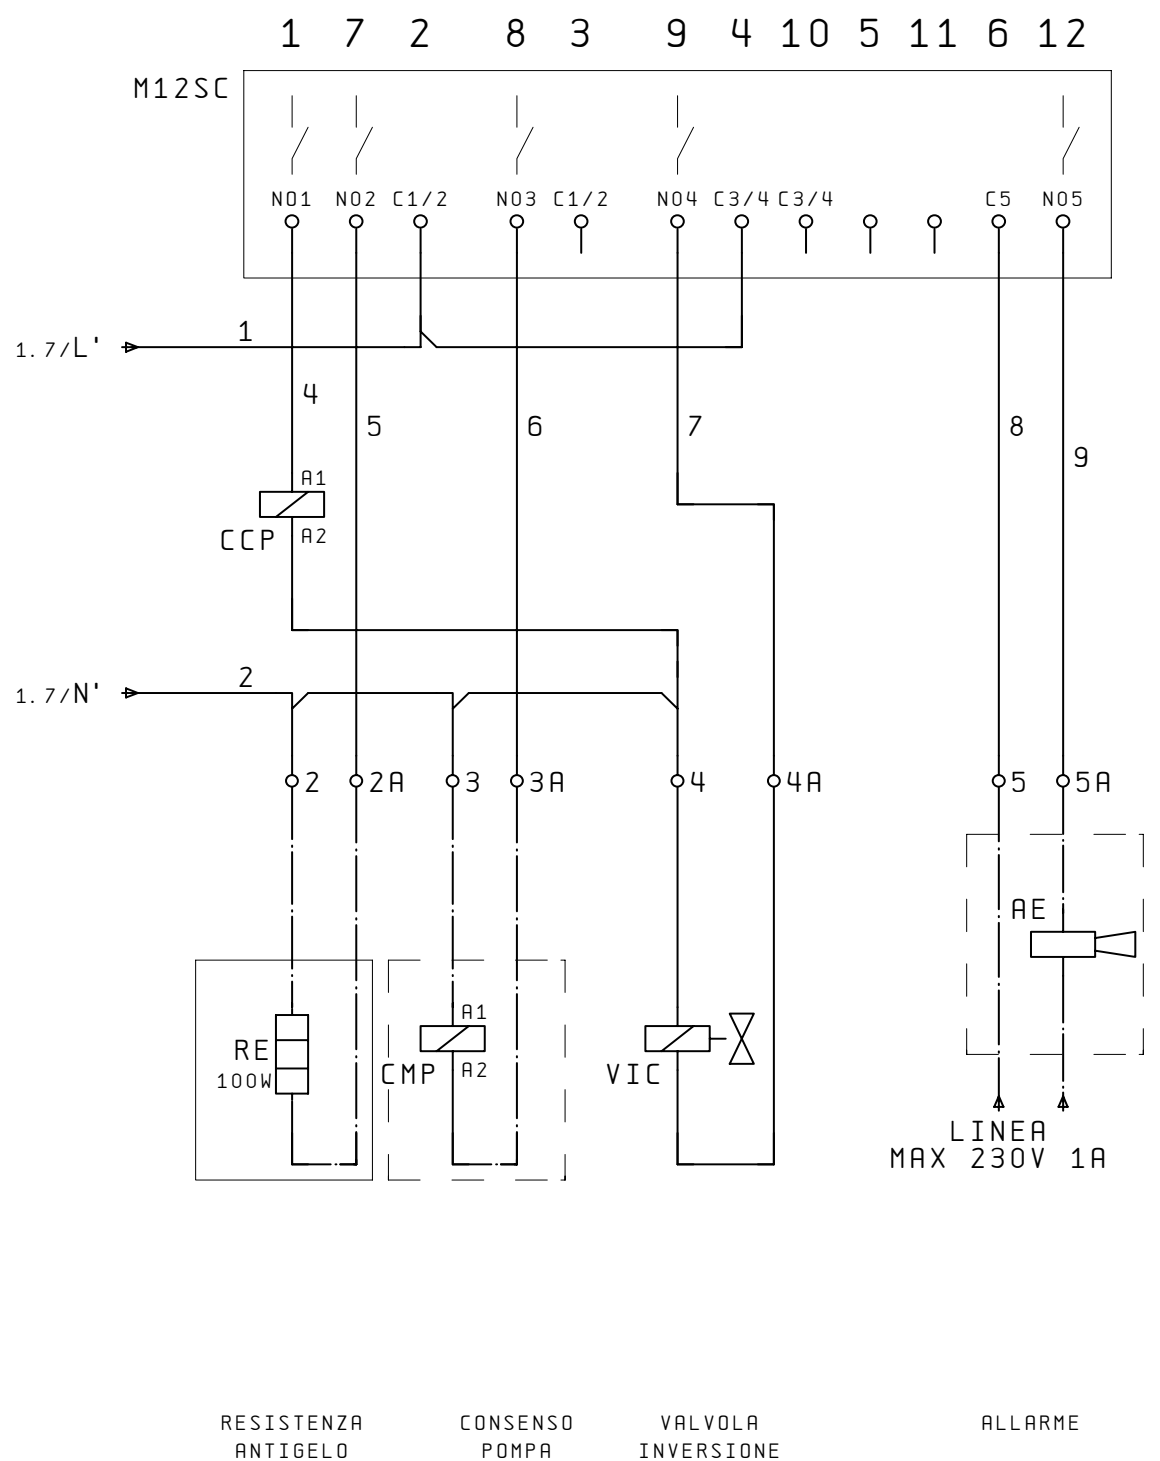 1 7 2 8 3 9 4 10 5 11 6 12
M12SC
NO1 NO2 C1/2 NO3 C1/2 NO4 C3/4 C3/4 C5 NO5
1.7/L' 1
4
5 6 7 8
9
A1
CCP A2
1.7/N' 2
2 2A 3 3A 4 4A 5 5A
AE
A1
RE
100W CMP A2 VIC
LINEA
MAX 230V 1A
RESISTENZA
ANTIGELO
CONSENSO
POMPA
VALVOLA
INVERSIONE
ALLARME